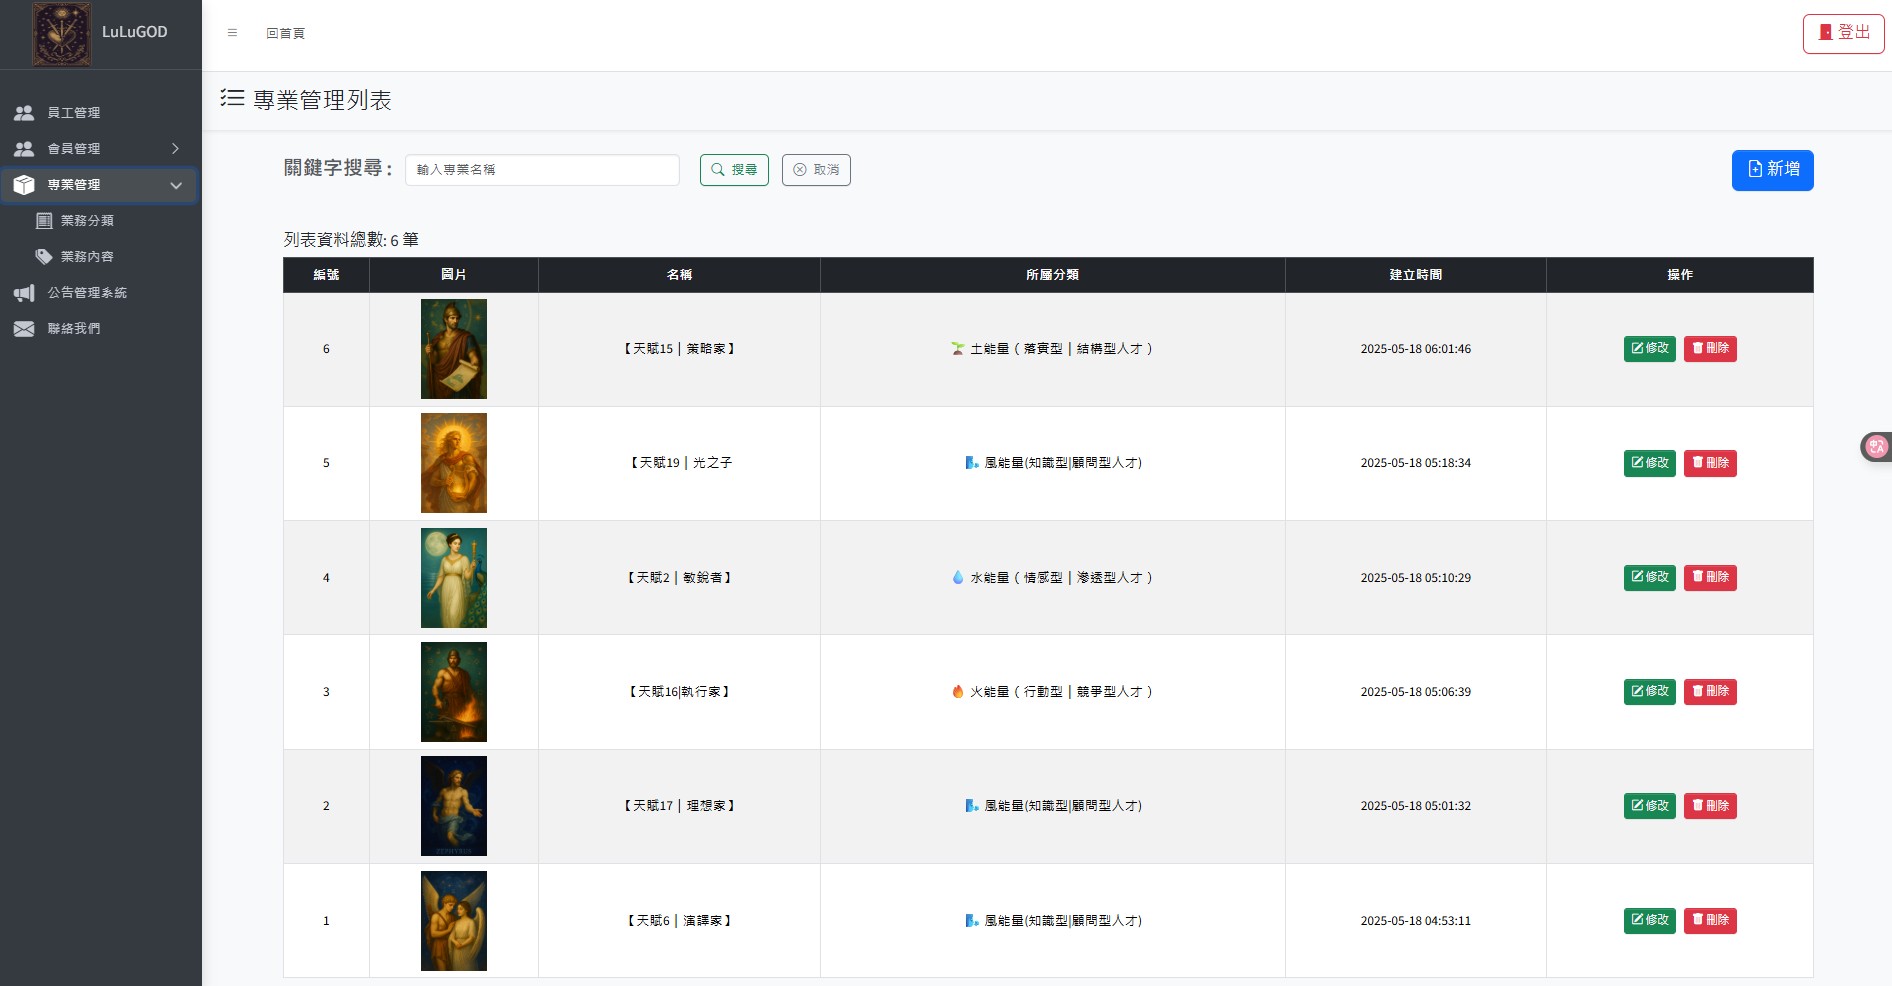 LuLuGOD
回首頁
登出
員工管理
會員管理
專業管理
業務分類
業務內容
公告管理系統
聯絡我們
專業管理列表
關鍵字搜尋： 輸入專業名稱 搜尋 取消 新增
列表資料總數: 6 筆
編號 圖片 名稱 所屬分類 建立時間 操作
6 【天賦15｜策略家】 🌱 土能量（落實型｜結構型人才） 2025-05-18 06:01:46 修改 刪除
5 【天賦19｜光之子 🌬️ 風能量(知識型|顧問型人才) 2025-05-18 05:18:34 修改 刪除
4 【天賦2｜敏銳者】 💧 水能量（情感型｜滲透型人才） 2025-05-18 05:10:29 修改 刪除
3 【天賦16|執行家】 🔥 火能量（行動型｜競爭型人才） 2025-05-18 05:06:39 修改 刪除
2 【天賦17｜理想家】 🌬️ 風能量(知識型|顧問型人才) 2025-05-18 05:01:32 修改 刪除
ZEPHYRUS
1 【天賦6｜演譯家】 🌬️ 風能量(知識型|顧問型人才) 2025-05-18 04:53:11 修改 刪除